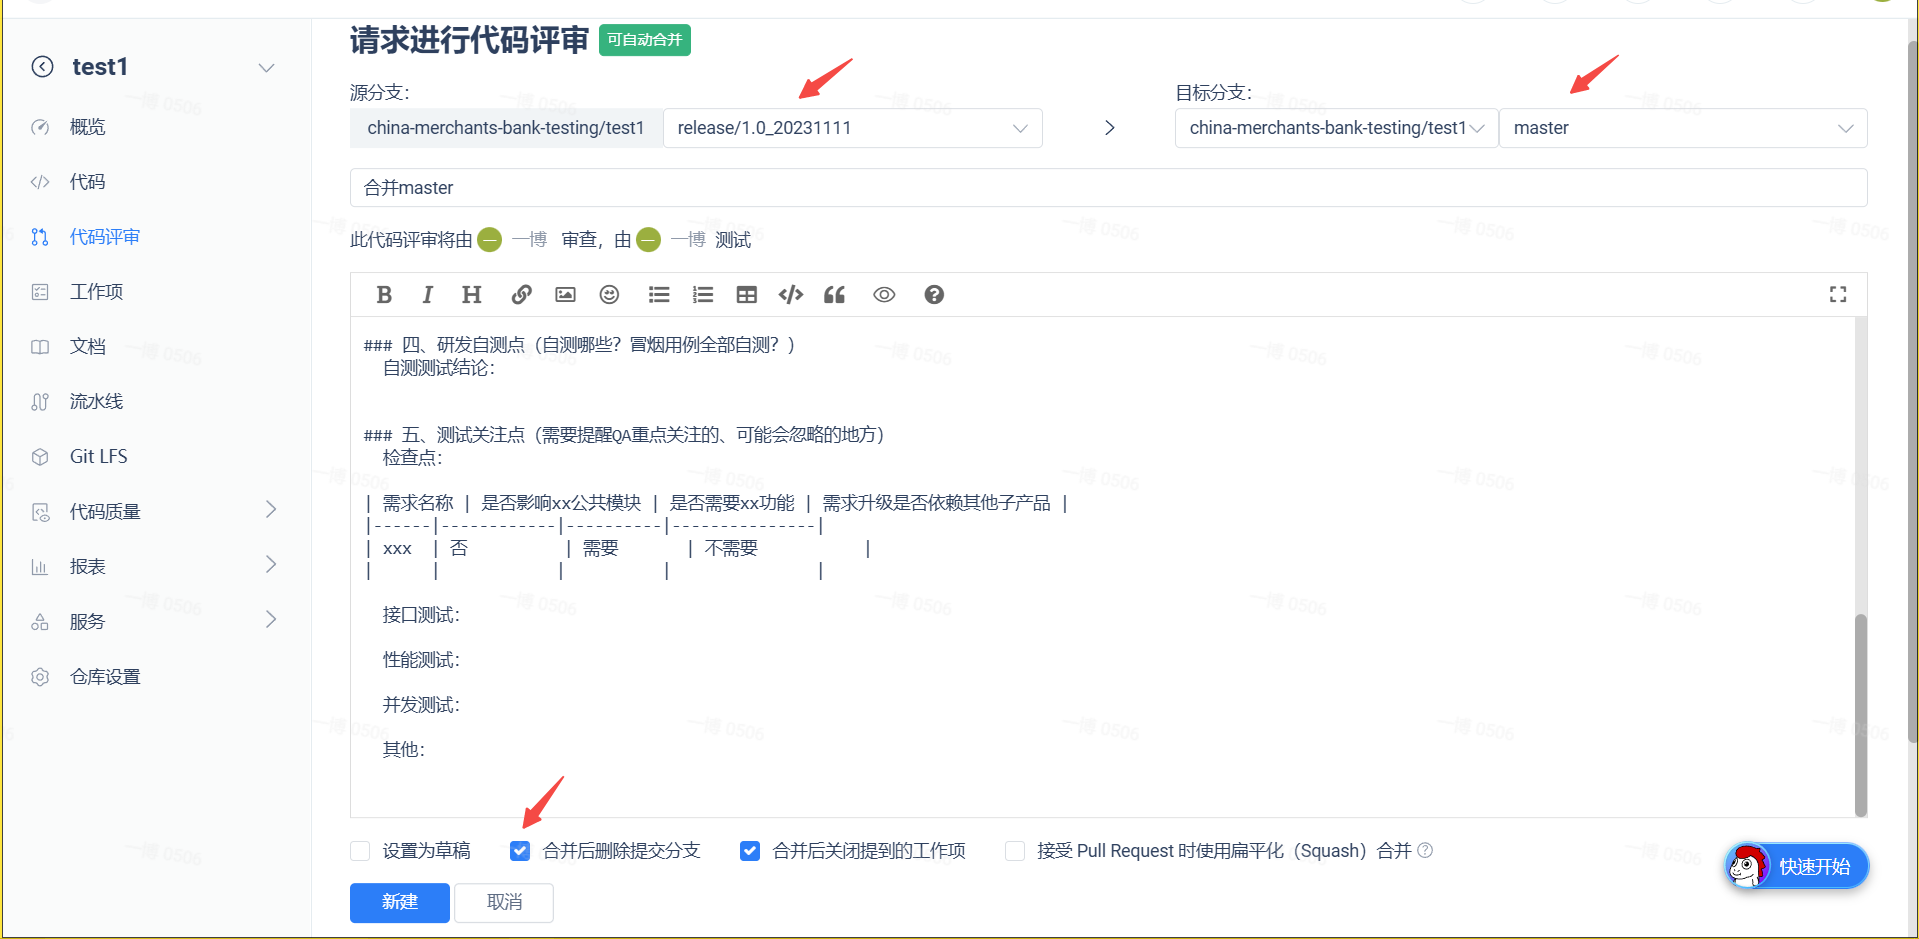 test1
概览
代码
代码评审
工作项
文档
流水线
Git LFS
代码质量
报表
服务
仓库设置
请求进行代码评审 可自动合并
源分支：
目标分支：
china-merchants-bank-testing/test1 release/1.0_20231111
china-merchants-bank-testing/test1 master
合并master
此代码评审将由 一博 审查，由 一博 测试
### 四、研发自测点（自测哪些？冒烟用例全部自测？）
自测测试结论：
### 五、测试关注点（需要提醒QA重点关注的、可能会忽略的地方）
检查点：
| 需求名称 | 是否影响xx公共模块 | 是否需要xx功能 | 需求升级是否依赖其他子产品 |
|------|------------|----------|---------------|
| xxx | 否 | 需要 | 不需要 |
| | | | |
接口测试：
性能测试：
并发测试：
其他：
设置为草稿 合并后删除提交分支 合并后关闭提到的工作项 接受 Pull Request 时使用扁平化（Squash）合并
新建 取消
快速开始
一博 0506